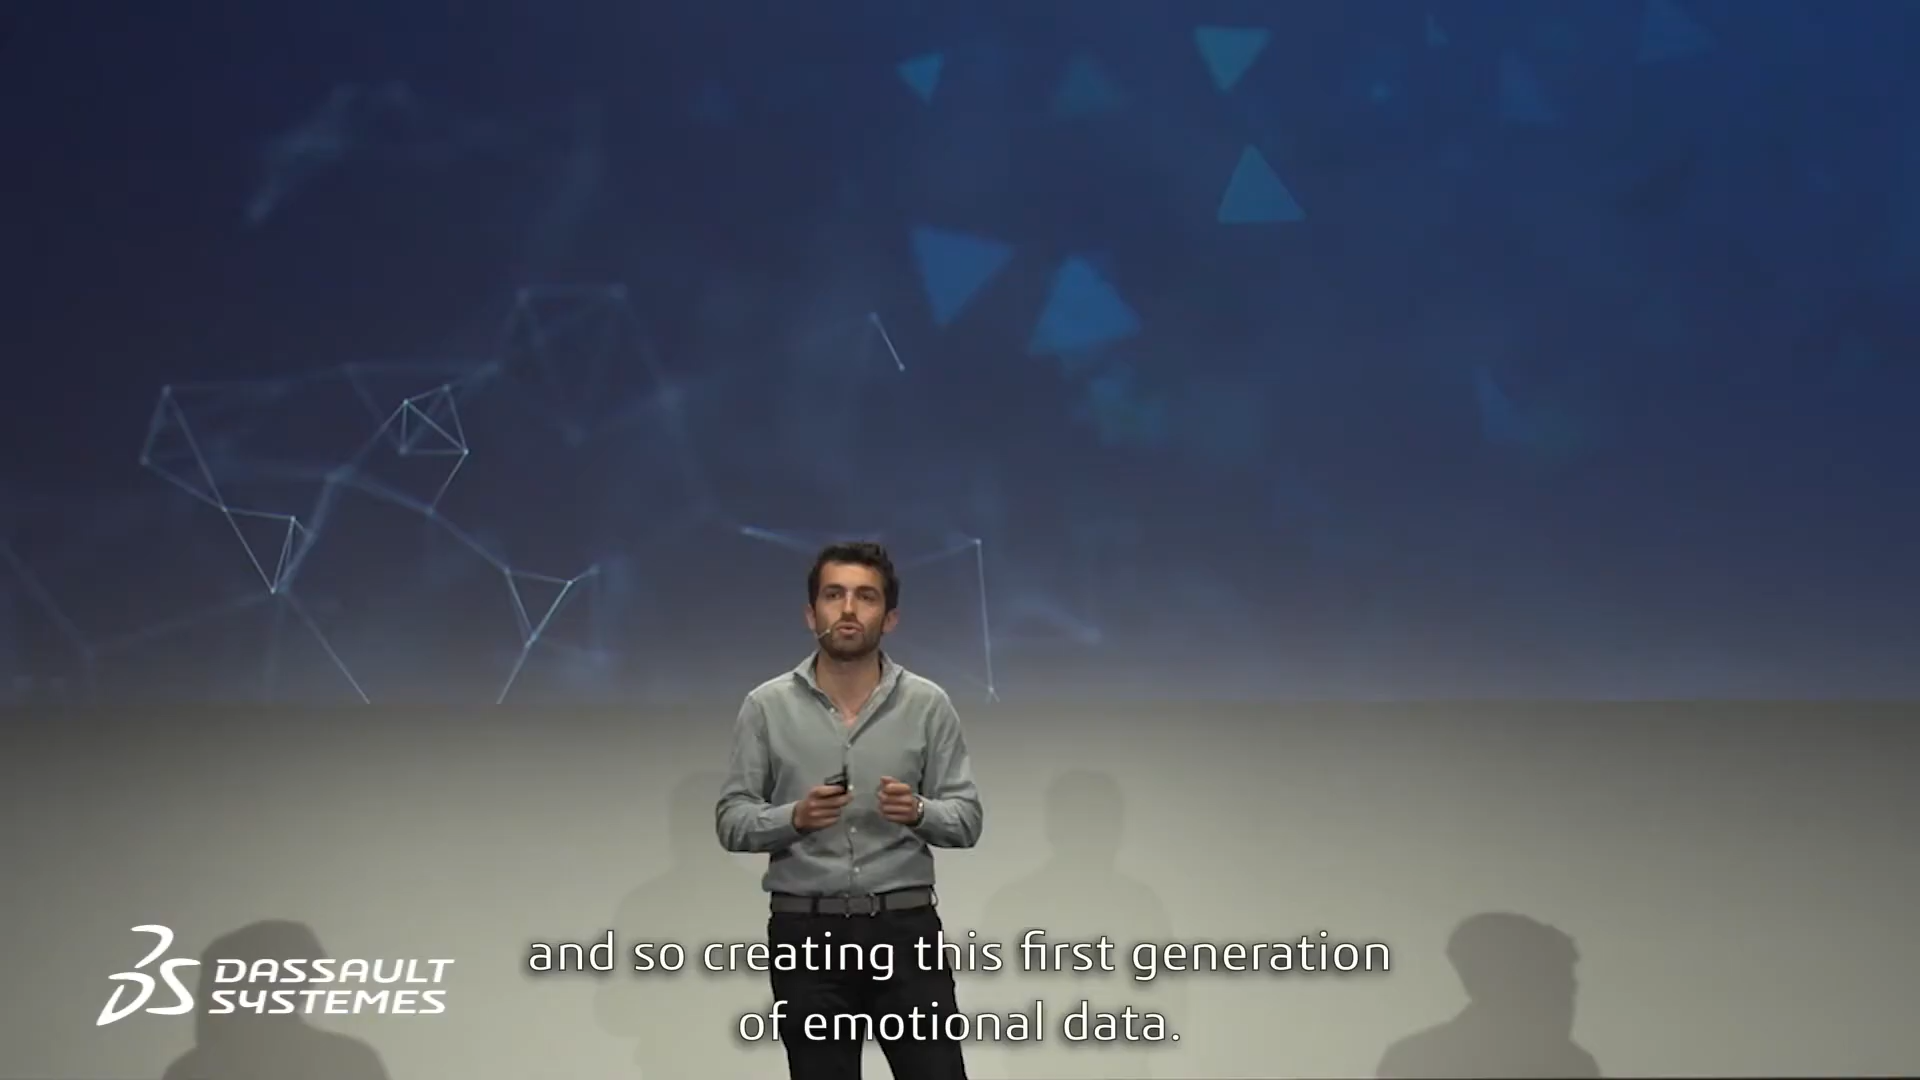 and so creating this first generation
of emotional data.
DASSAULT
SYSTEMES